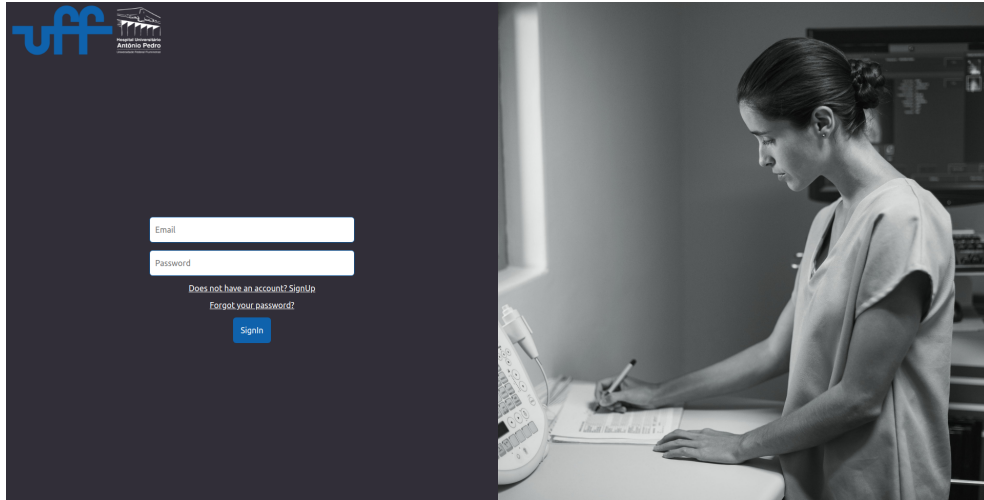 uff
Hospital Universitário
Antônio Pedro
Email
Password
Does not have an account? SignUp
Forgot your password?
SignIn